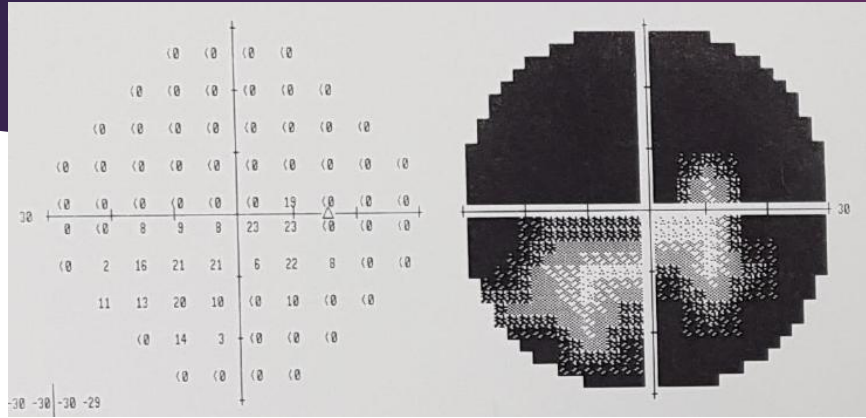 (0 (0 (0 (0
(0 (0 (0 (0 (0 (0
(0 (0 (0 (0 (0 (0 (0 (0
(0 (0 (0 (0 (0 (0 (0 (0 (0 (0
(0 (0 (0 (0 (0 (0 19 (0 (0 (0
30 30
0 (0 8 9 8 23 23 (0 (0 (0
(0 2 16 21 21 6 22 8 (0 (0
11 13 20 10 (0 10 (0 (0
(0 14 3 (0 (0 (0
(0 (0 (0 (0
-30 -30 -30 -29